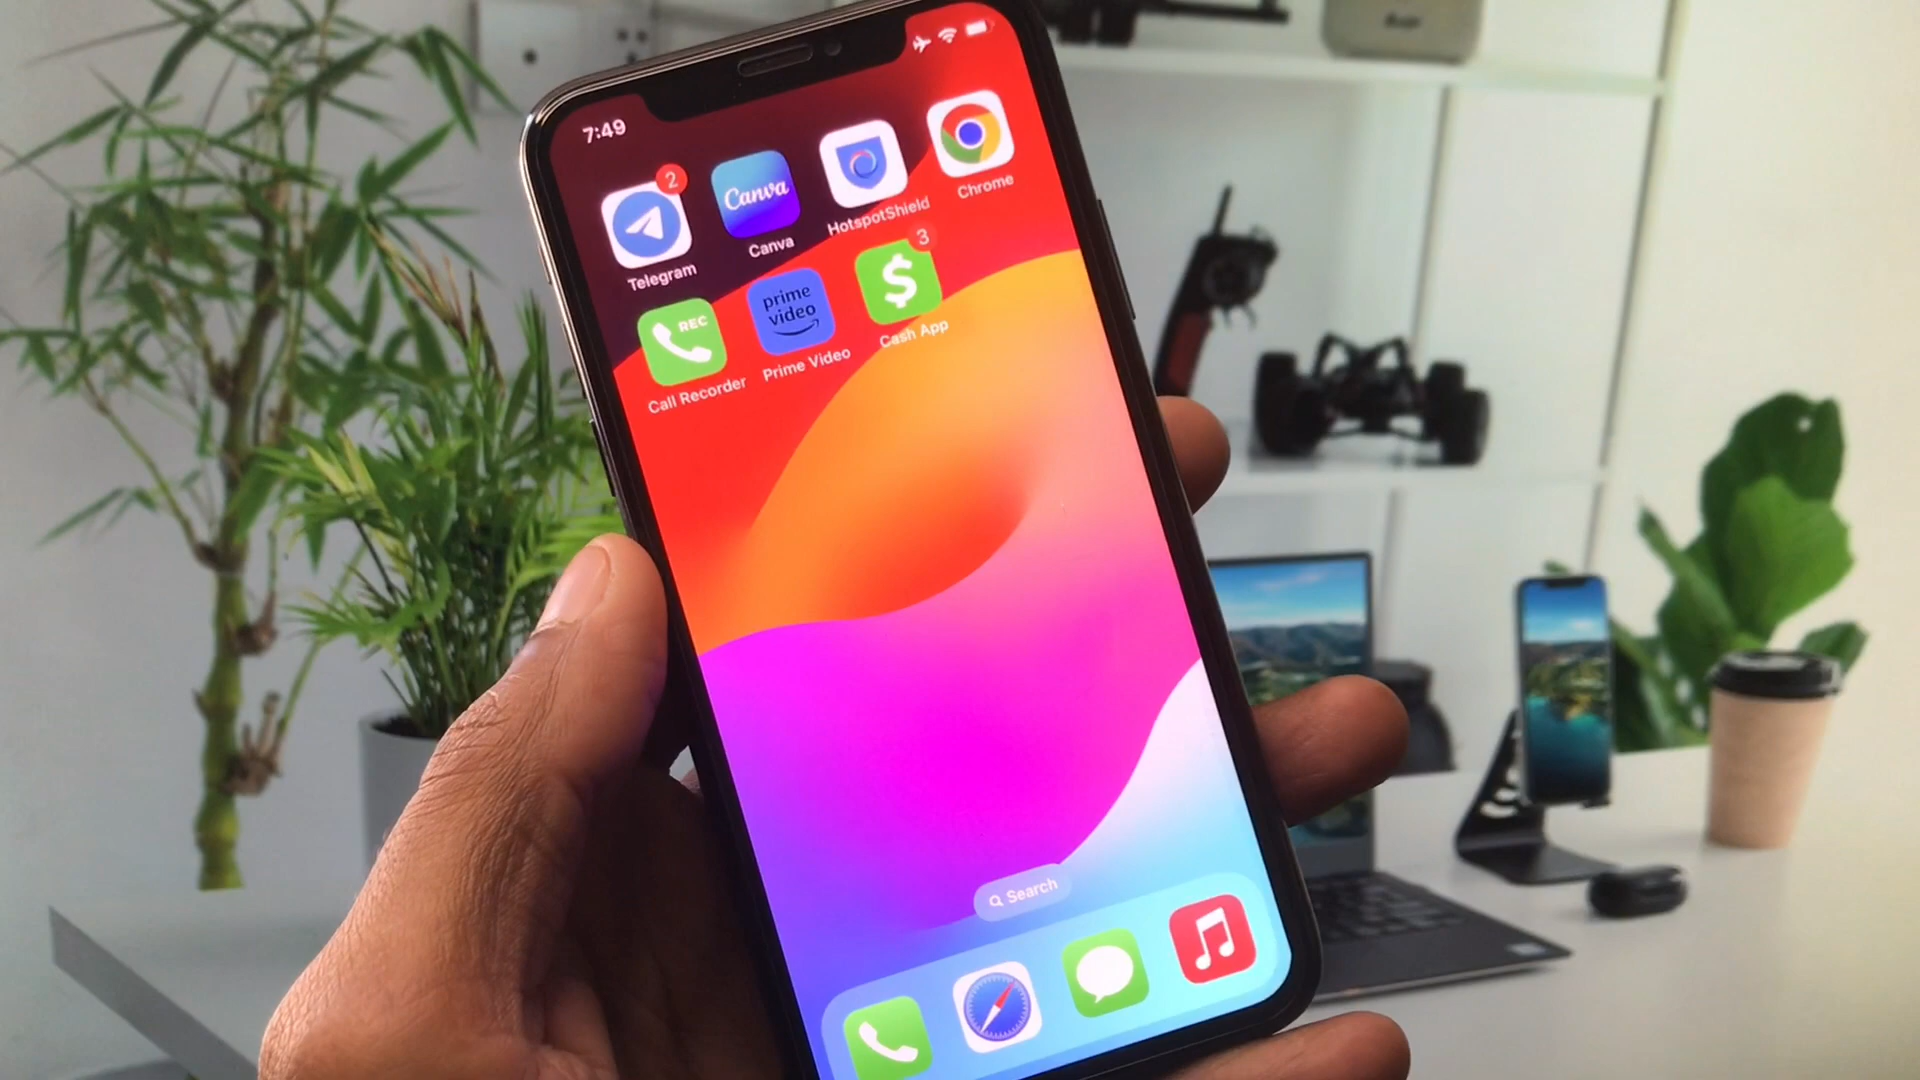 7:49
2
Telegram
Canva
Canva
HotspotShield
Chrome
REC
Call Recorder
prime
video
Prime Video
3
$
Cash App
Search